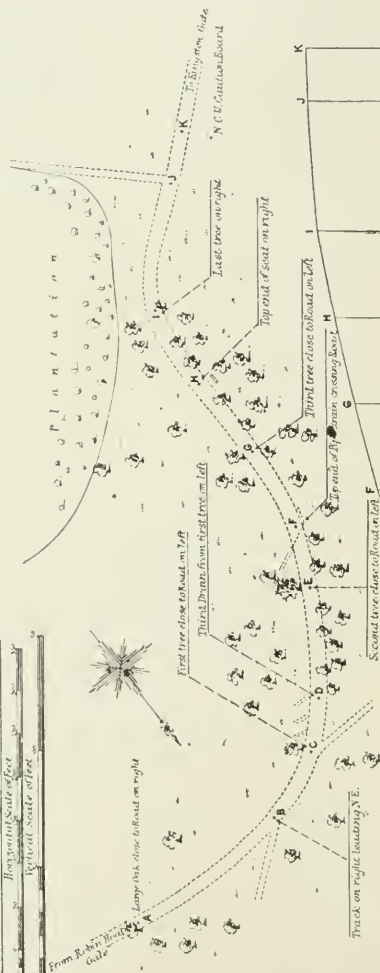 Horizontal Scale of feet
Vertical Scale of feet
From Robin Hood
Gate
Large Oak close to Road on right
A
B
Track on right leading N.E.
C
First tree close to Road on left
D
Third Drain from first tree on left
E
Second tree close to Road on left
F
Top end of Drain crossing Road
G
Third tree close to Road on left
H
Top end of seat on right
I
Last tree on right
J
K
To Kingston Gate
N.C.U. Caution Board
Plantation
F
G
H
I
J
K